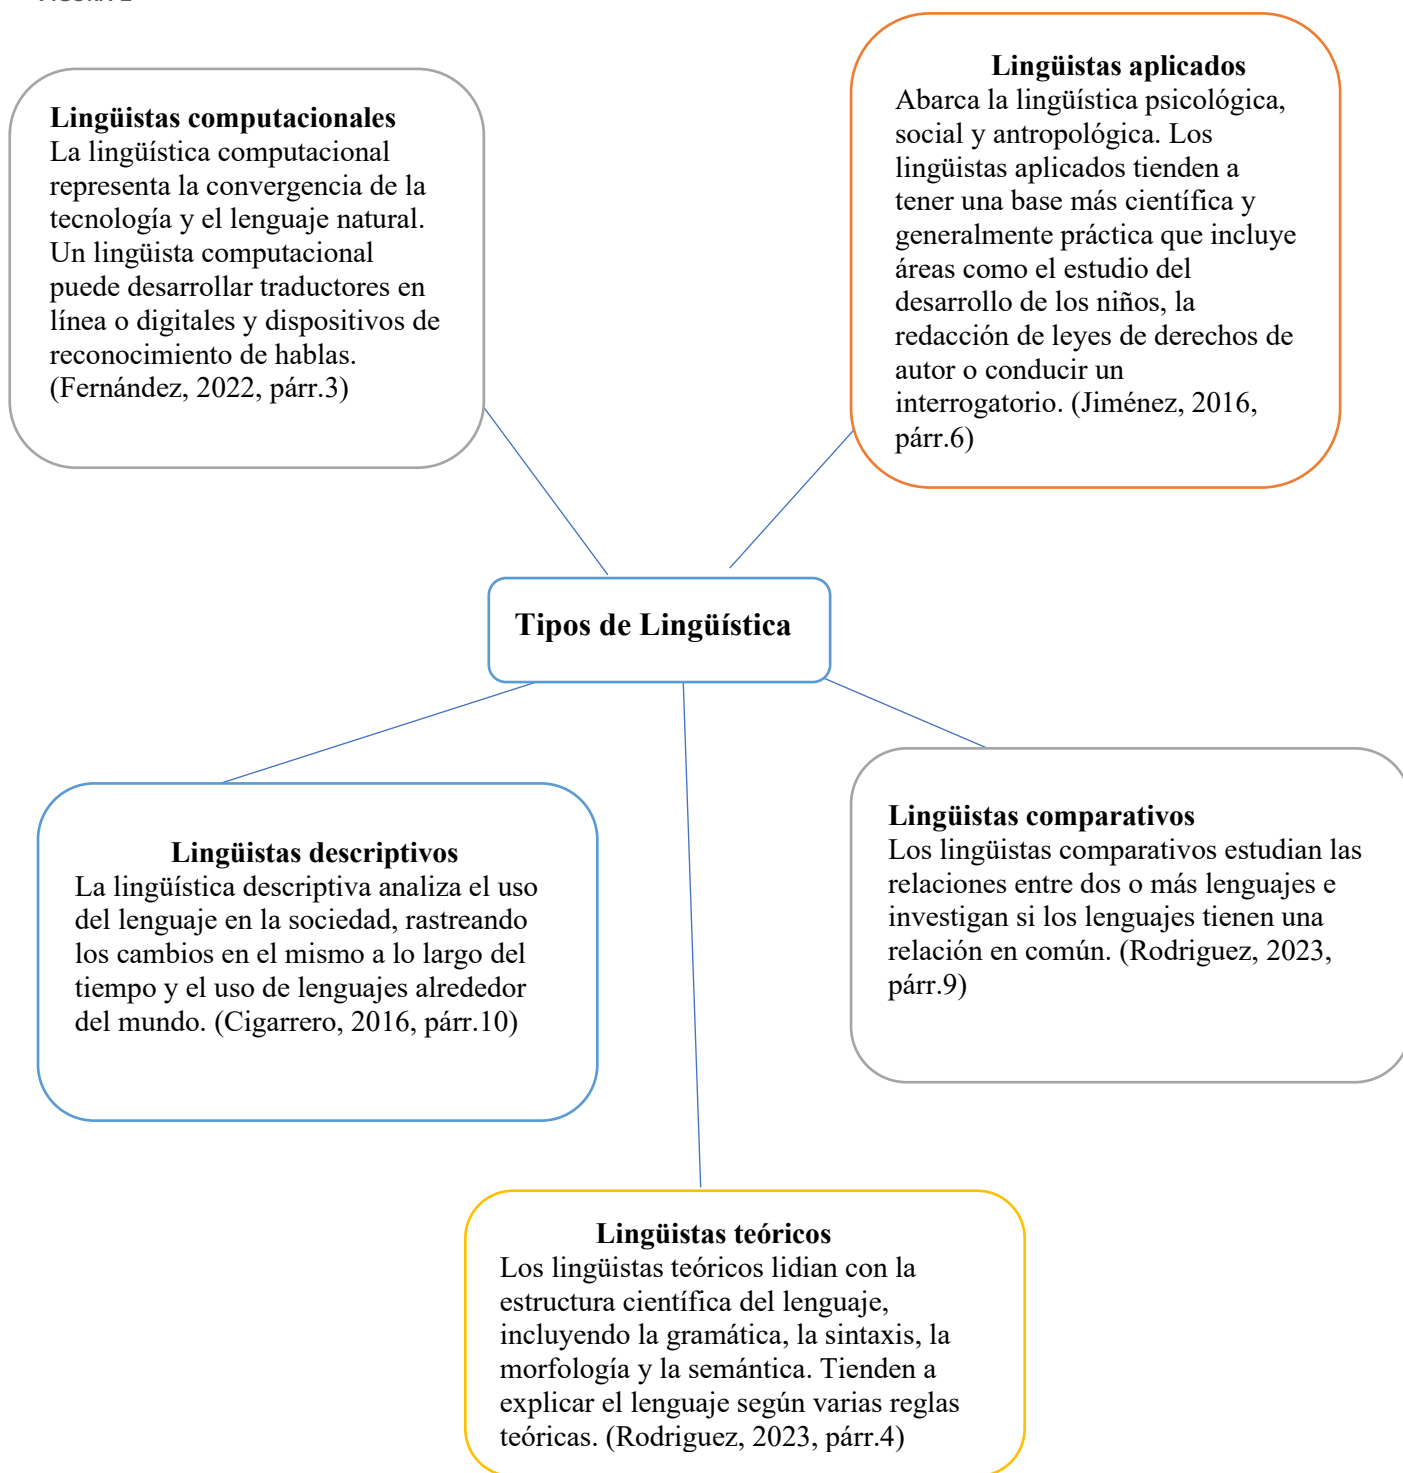 Lingüistas computacionales
La lingüística computacional
representa la convergencia de la
tecnología y el lenguaje natural.
Un lingüista computacional
puede desarrollar traductores en
línea o digitales y dispositivos de
reconocimiento de hablas.
(Fernández, 2022, párr.3)
Lingüistas aplicados
Abarca la lingüística psicológica,
social y antropológica. Los
lingüistas aplicados tienden a
tener una base más científica y
generalmente práctica que incluye
áreas como el estudio del
desarrollo de los niños, la
redacción de leyes de derechos de
autor o conducir un
interrogatorio. (Jiménez, 2016,
párr.6)
Tipos de Lingüística
Lingüistas descriptivos
La lingüística descriptiva analiza el uso
del lenguaje en la sociedad, rastreando
los cambios en el mismo a lo largo del
tiempo y el uso de lenguajes alrededor
del mundo. (Cigarrero, 2016, párr.10)
Lingüistas comparativos
Los lingüistas comparativos estudian las
relaciones entre dos o más lenguajes e
investigan si los lenguajes tienen una
relación en común. (Rodriguez, 2023,
párr.9)
Lingüistas teóricos
Los lingüistas teóricos lidian con la
estructura científica del lenguaje,
incluyendo la gramática, la sintaxis, la
morfología y la semántica. Tienden a
explicar el lenguaje según varias reglas
teóricas. (Rodriguez, 2023, párr.4)